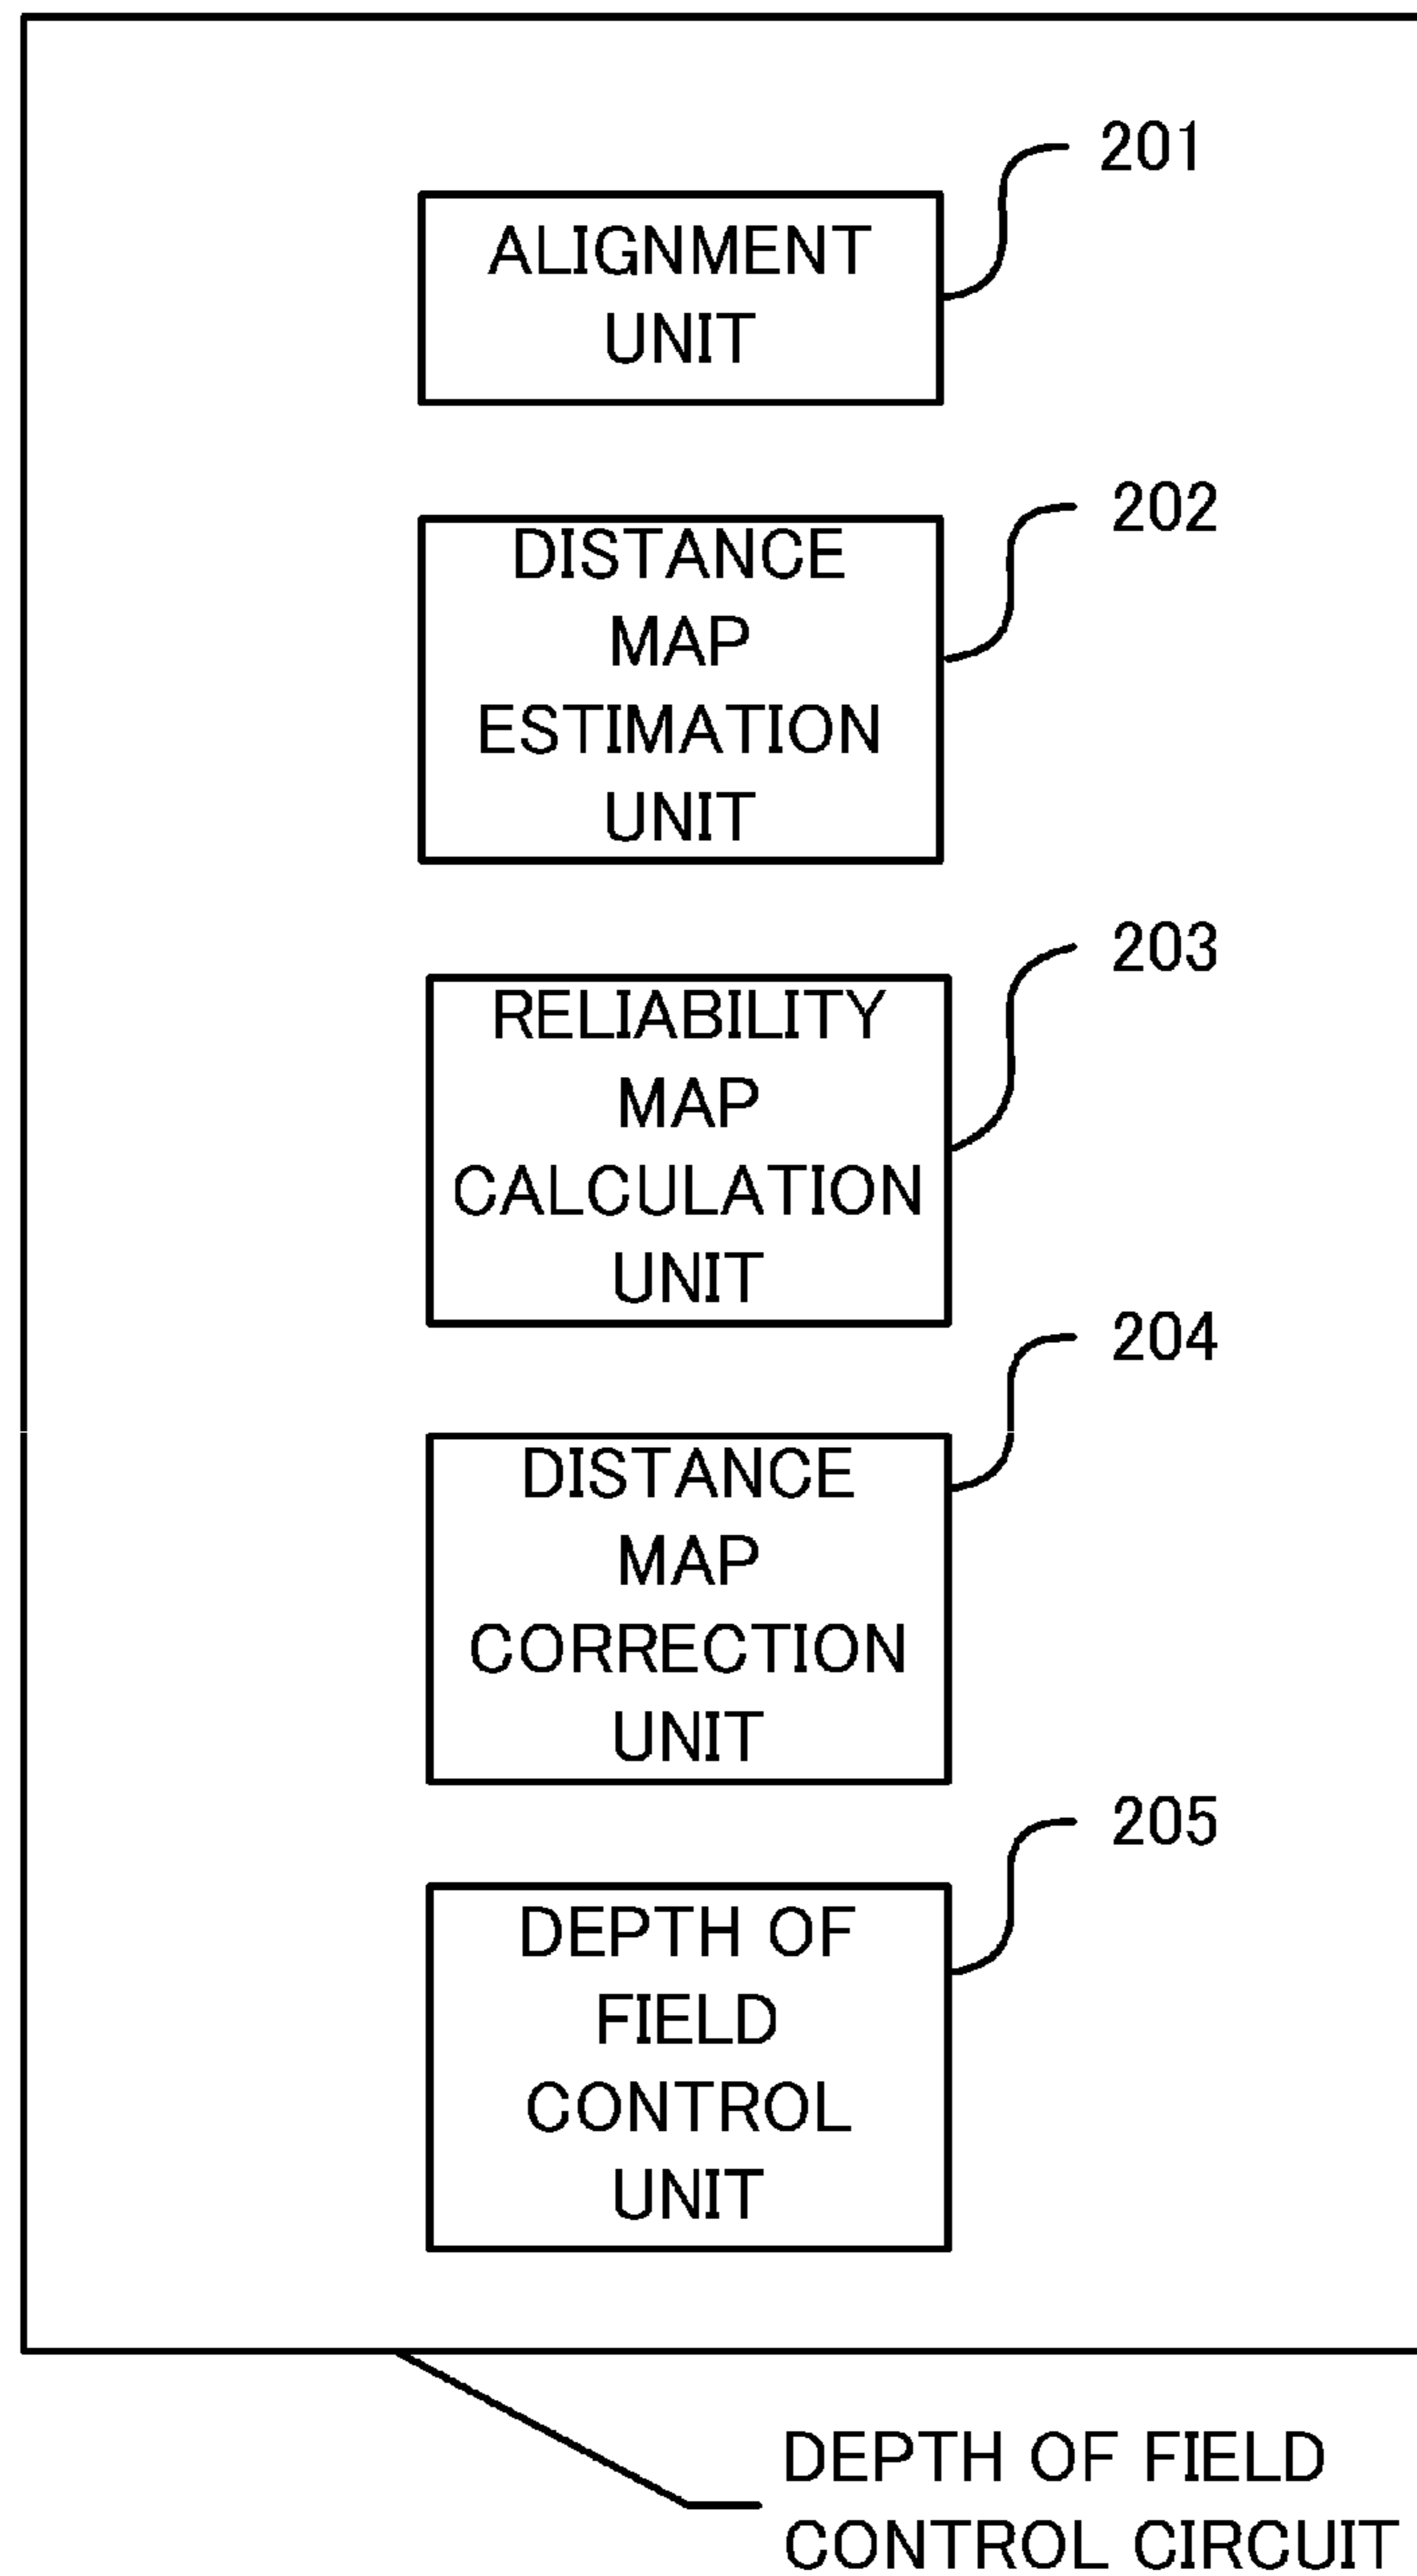 201
ALIGNMENT
UNIT
202
DISTANCE
MAP
ESTIMATION
UNIT
203
RELIABILITY
MAP
CALCULATION
UNIT
204
DISTANCE
MAP
CORRECTION
UNIT
205
DEPTH OF
FIELD
CONTROL
UNIT
DEPTH OF FIELD
CONTROL CIRCUIT